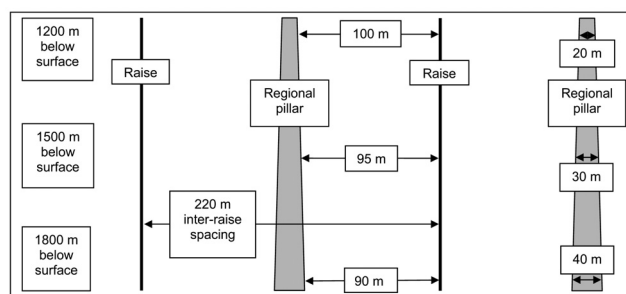 1200 m
below
surface
100 m
20 m
Raise
Raise
Regional
pillar
Regional
pillar
1500 m
below
surface
95 m
30 m
220 m
inter-raise
spacing
1800 m
below
surface
90 m
40 m